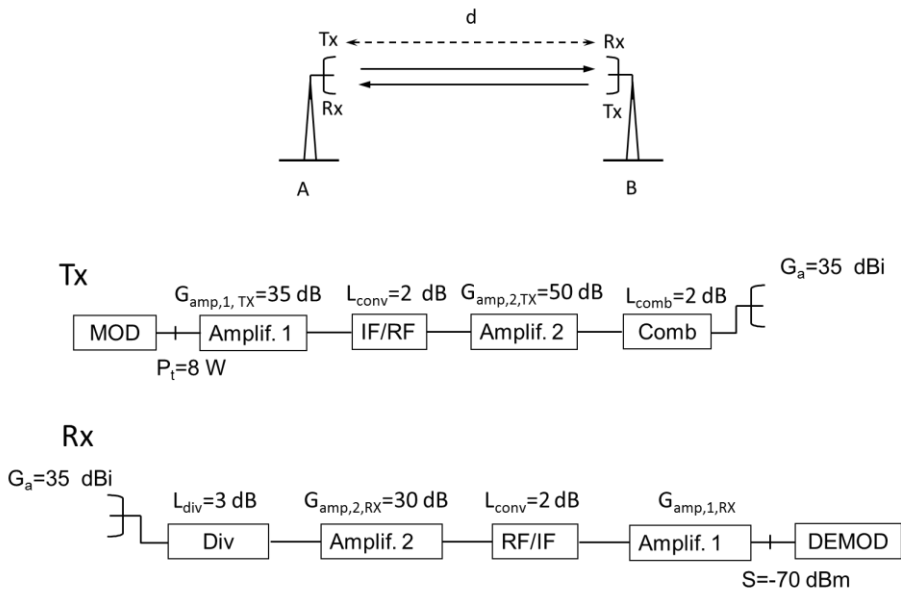 d
Tx Rx
Rx Tx
A B
Tx
Gₐ=35 dBi
G_amp,1, TX=35 dB L_conv=2 dB G_amp,2,TX=50 dB L_comb=2 dB
MOD Amplif. 1 IF/RF Amplif. 2 Comb
Pₜ=8 W
Rx
Gₐ=35 dBi
L_div=3 dB G_amp,2,RX=30 dB L_conv=2 dB G_amp,1,RX
Div Amplif. 2 RF/IF Amplif. 1 DEMOD
S=-70 dBm